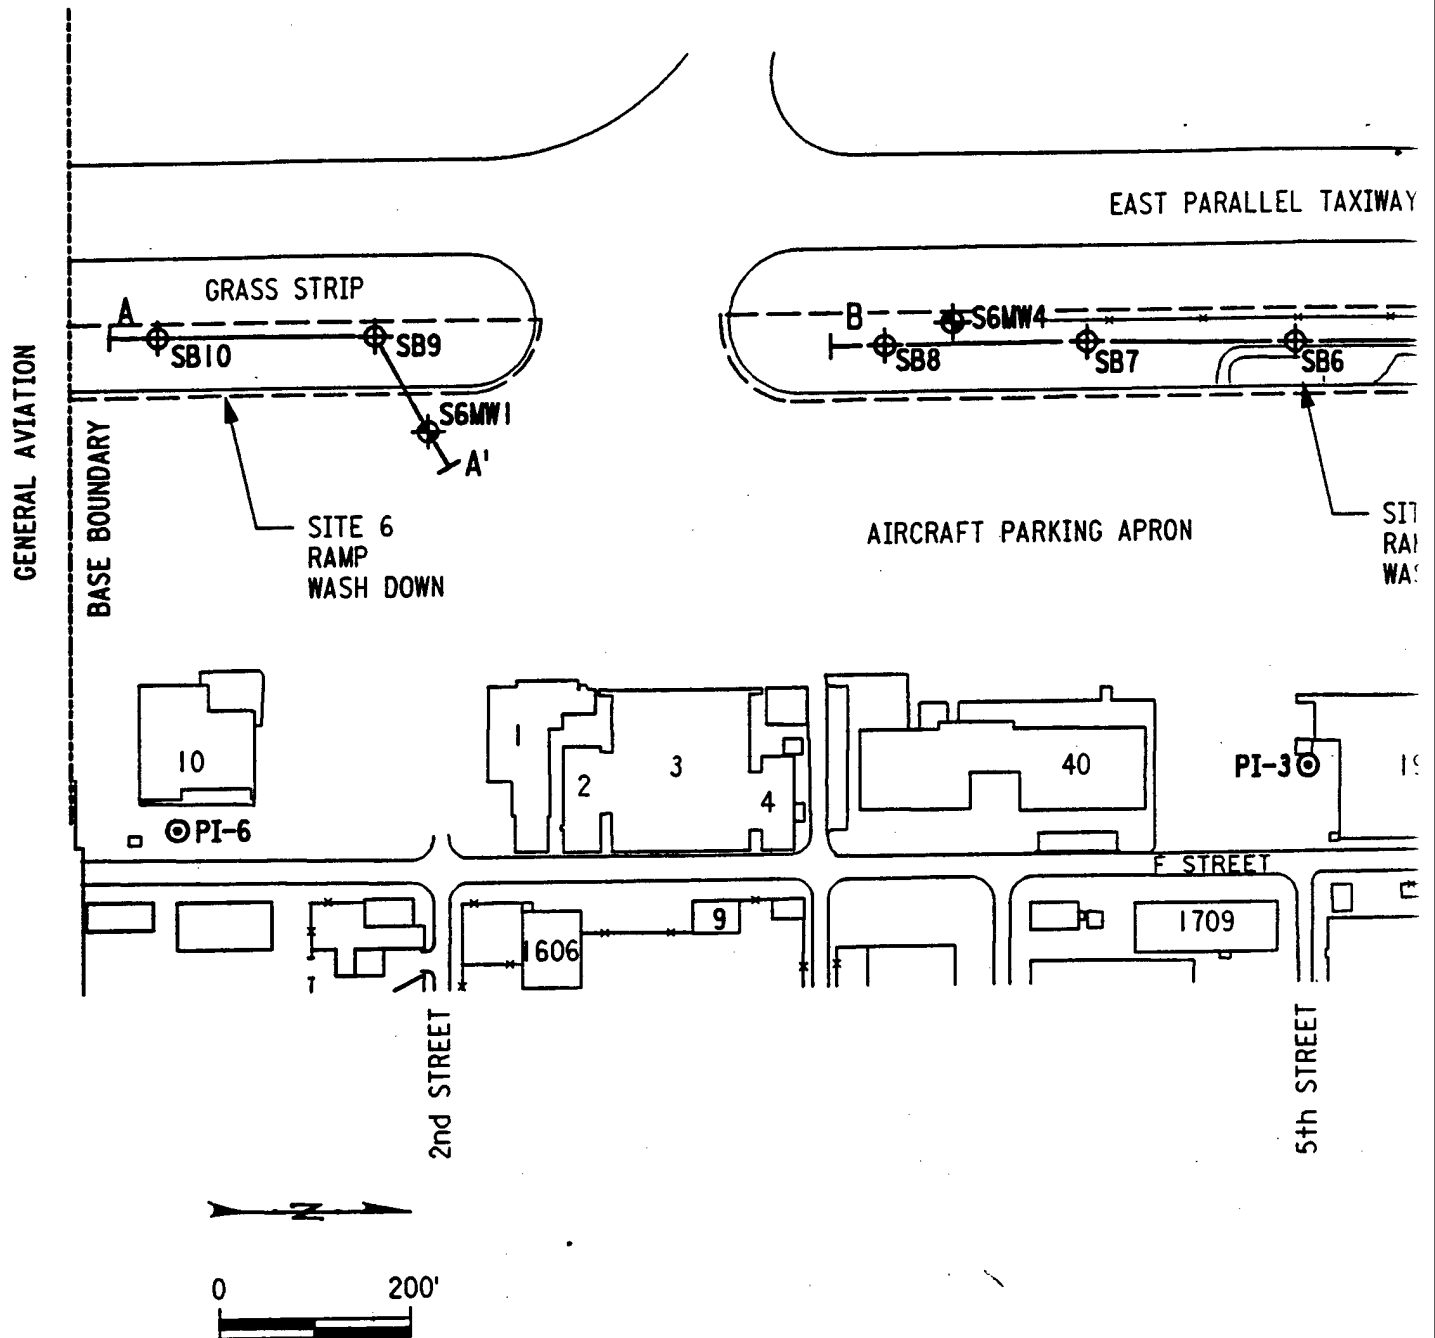 EAST PARALLEL TAXIWAY
GRASS STRIP
A
B
S6MW4
SB10
SB9
SB8
SB7
SB6
S6MW1
A'
GENERAL AVIATION
BASE BOUNDARY
SITE 6
RAMP
WASH DOWN
AIRCRAFT PARKING APRON
SIT
1
10
2
3
4
40
PI-3
PI-6
F STREET
9
1606
1709
2nd STREET
5th STREET
N
0
200'